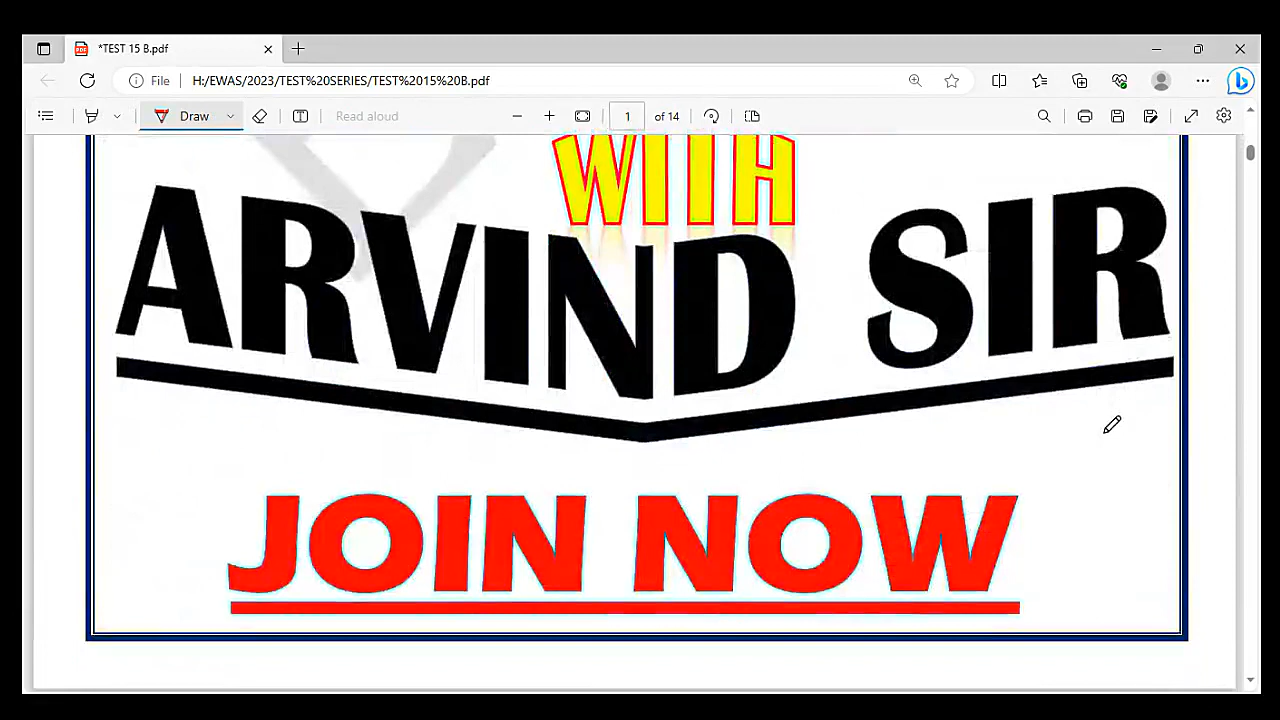 *TEST 15 B.pdf
File H:/EWAS/2023/TEST%20SERIES/TEST%2015%20B.pdf
Draw Read aloud 1 of 14
WITH
ARVIND SIR
JOIN NOW